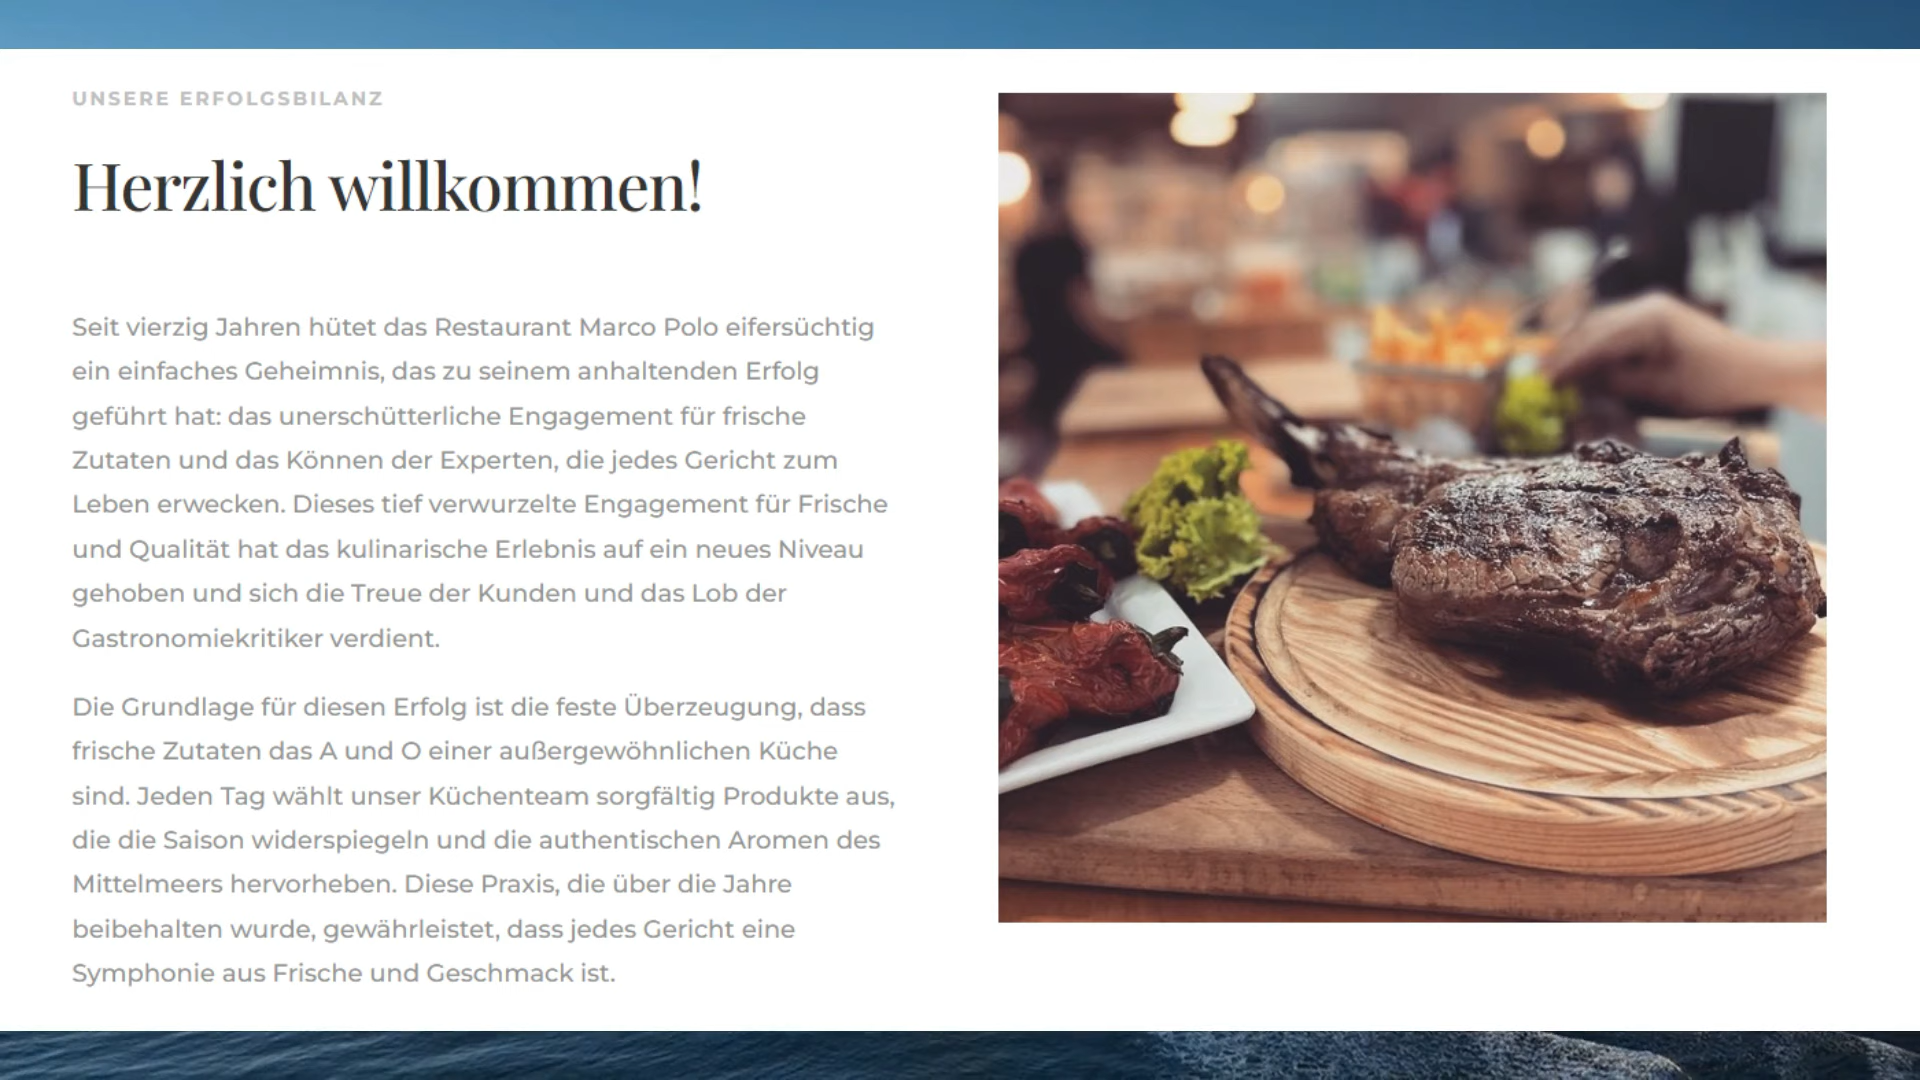 UNSERE ERFOLGSBILANZ
Herzlich willkommen!
Seit vierzig Jahren hütet das Restaurant Marco Polo eifersüchtig
ein einfaches Geheimnis, das zu seinem anhaltenden Erfolg
geführt hat: das unerschütterliche Engagement für frische
Zutaten und das Können der Experten, die jedes Gericht zum
Leben erwecken. Dieses tief verwurzelte Engagement für Frische
und Qualität hat das kulinarische Erlebnis auf ein neues Niveau
gehoben und sich die Treue der Kunden und das Lob der
Gastronomiekritiker verdient.
Die Grundlage für diesen Erfolg ist die feste Überzeugung, dass
frische Zutaten das A und O einer außergewöhnlichen Küche
sind. Jeden Tag wählt unser Küchenteam sorgfältig Produkte aus,
die die Saison widerspiegeln und die authentischen Aromen des
Mittelmeers hervorheben. Diese Praxis, die über die Jahre
beibehalten wurde, gewährleistet, dass jedes Gericht eine
Symphonie aus Frische und Geschmack ist.